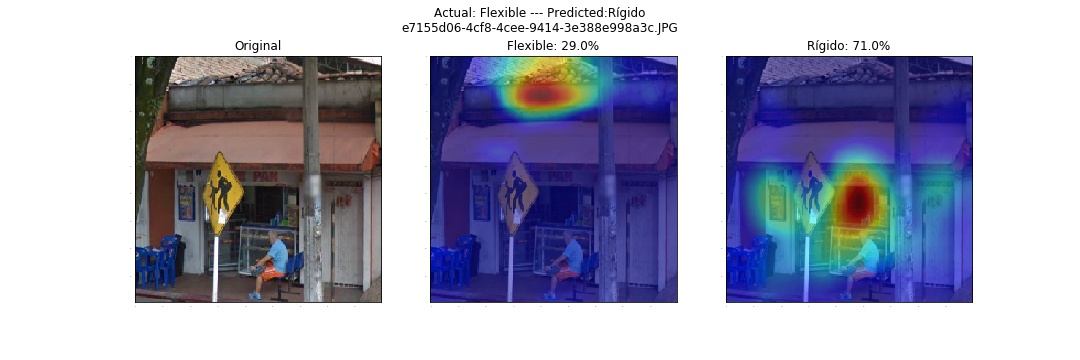 Actual: Flexible --- Predicted:Rígido
e7155d06-4cf8-4cee-9414-3e388e998a3c.JPG
Original
Flexible: 29.0%
Rígido: 71.0%
PAN